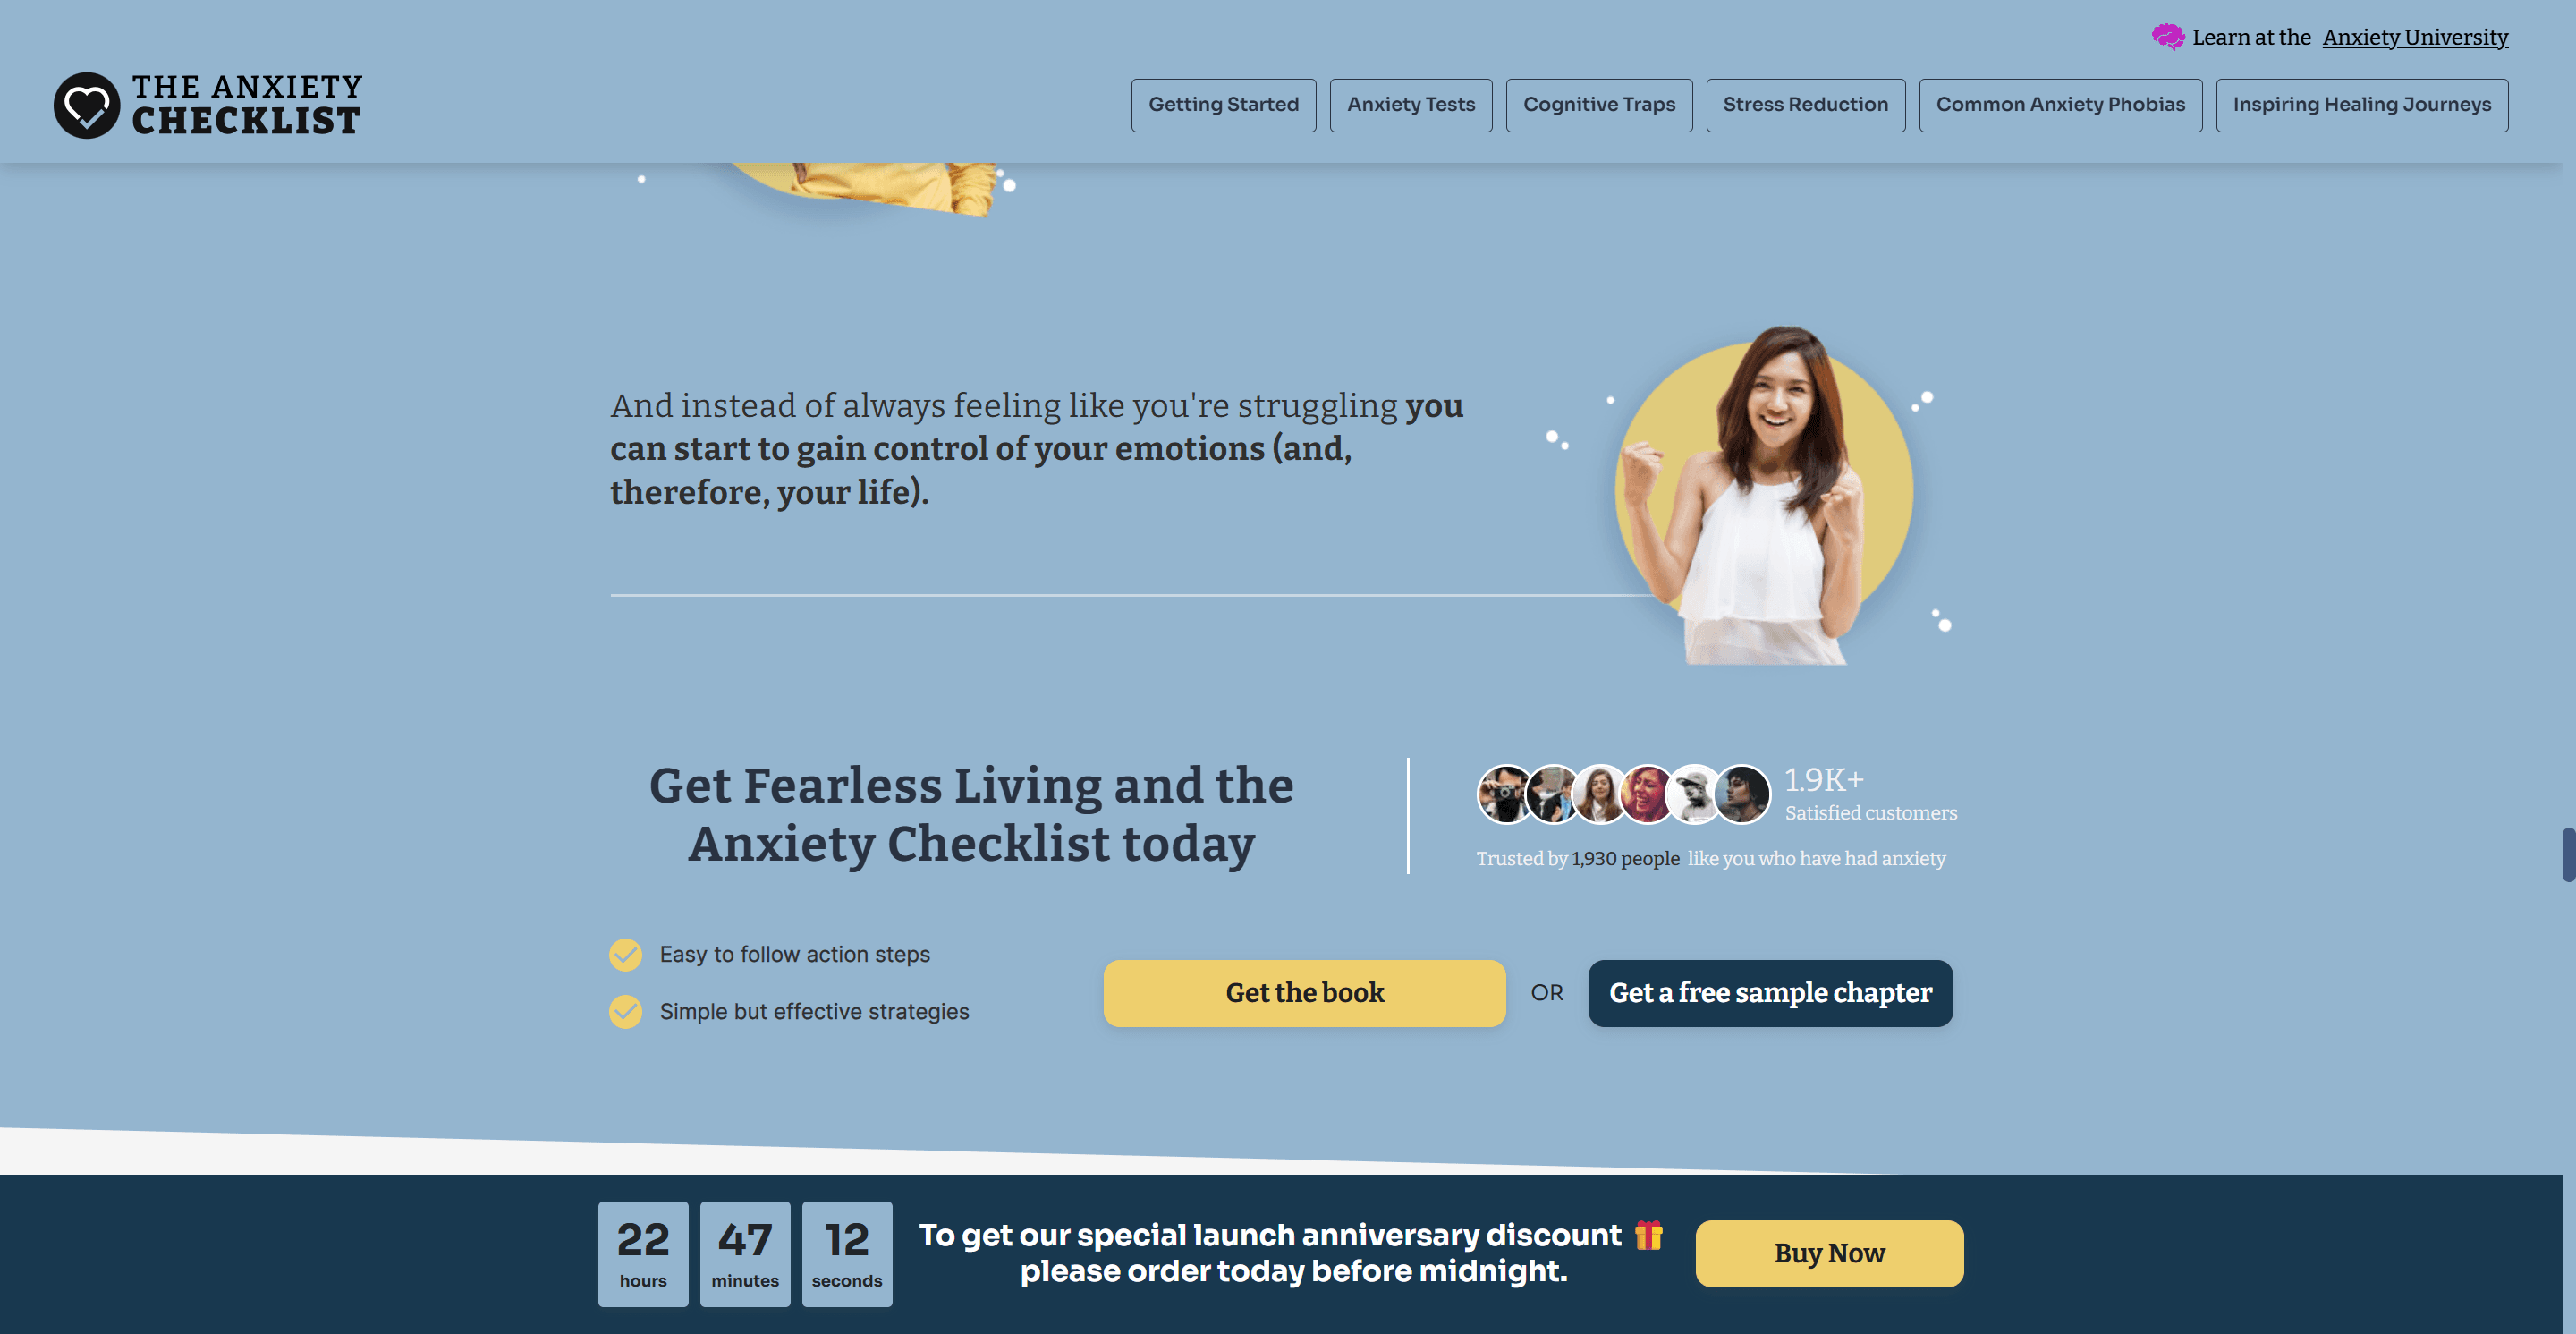 Learn at the Anxiety University
THE ANXIETY
CHECKLIST
Getting Started
Anxiety Tests
Cognitive Traps
Stress Reduction
Common Anxiety Phobias
Inspiring Healing Journeys
And instead of always feeling like you're struggling you
can start to gain control of your emotions (and,
therefore, your life).
Get Fearless Living and the
Anxiety Checklist today
1.9K+
Satisfied customers
Trusted by 1,930 people like you who have had anxiety
Easy to follow action steps
Simple but effective strategies
Get the book
OR
Get a free sample chapter
22
hours
47
minutes
12
seconds
To get our special launch anniversary discount
please order today before midnight.
Buy Now